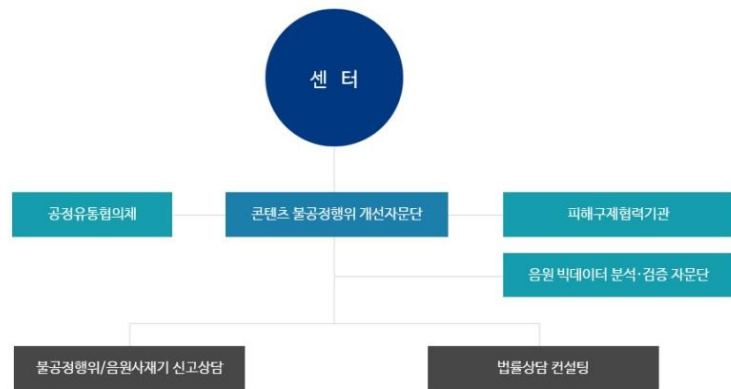 센 터
공정유통협의체
콘텐츠 불공정행위 개선자문단
피해구제협력기관
음원 빅데이터 분석·검증 자문단
불공정행위/음원사재기 신고상담
법률상담 컨설팅